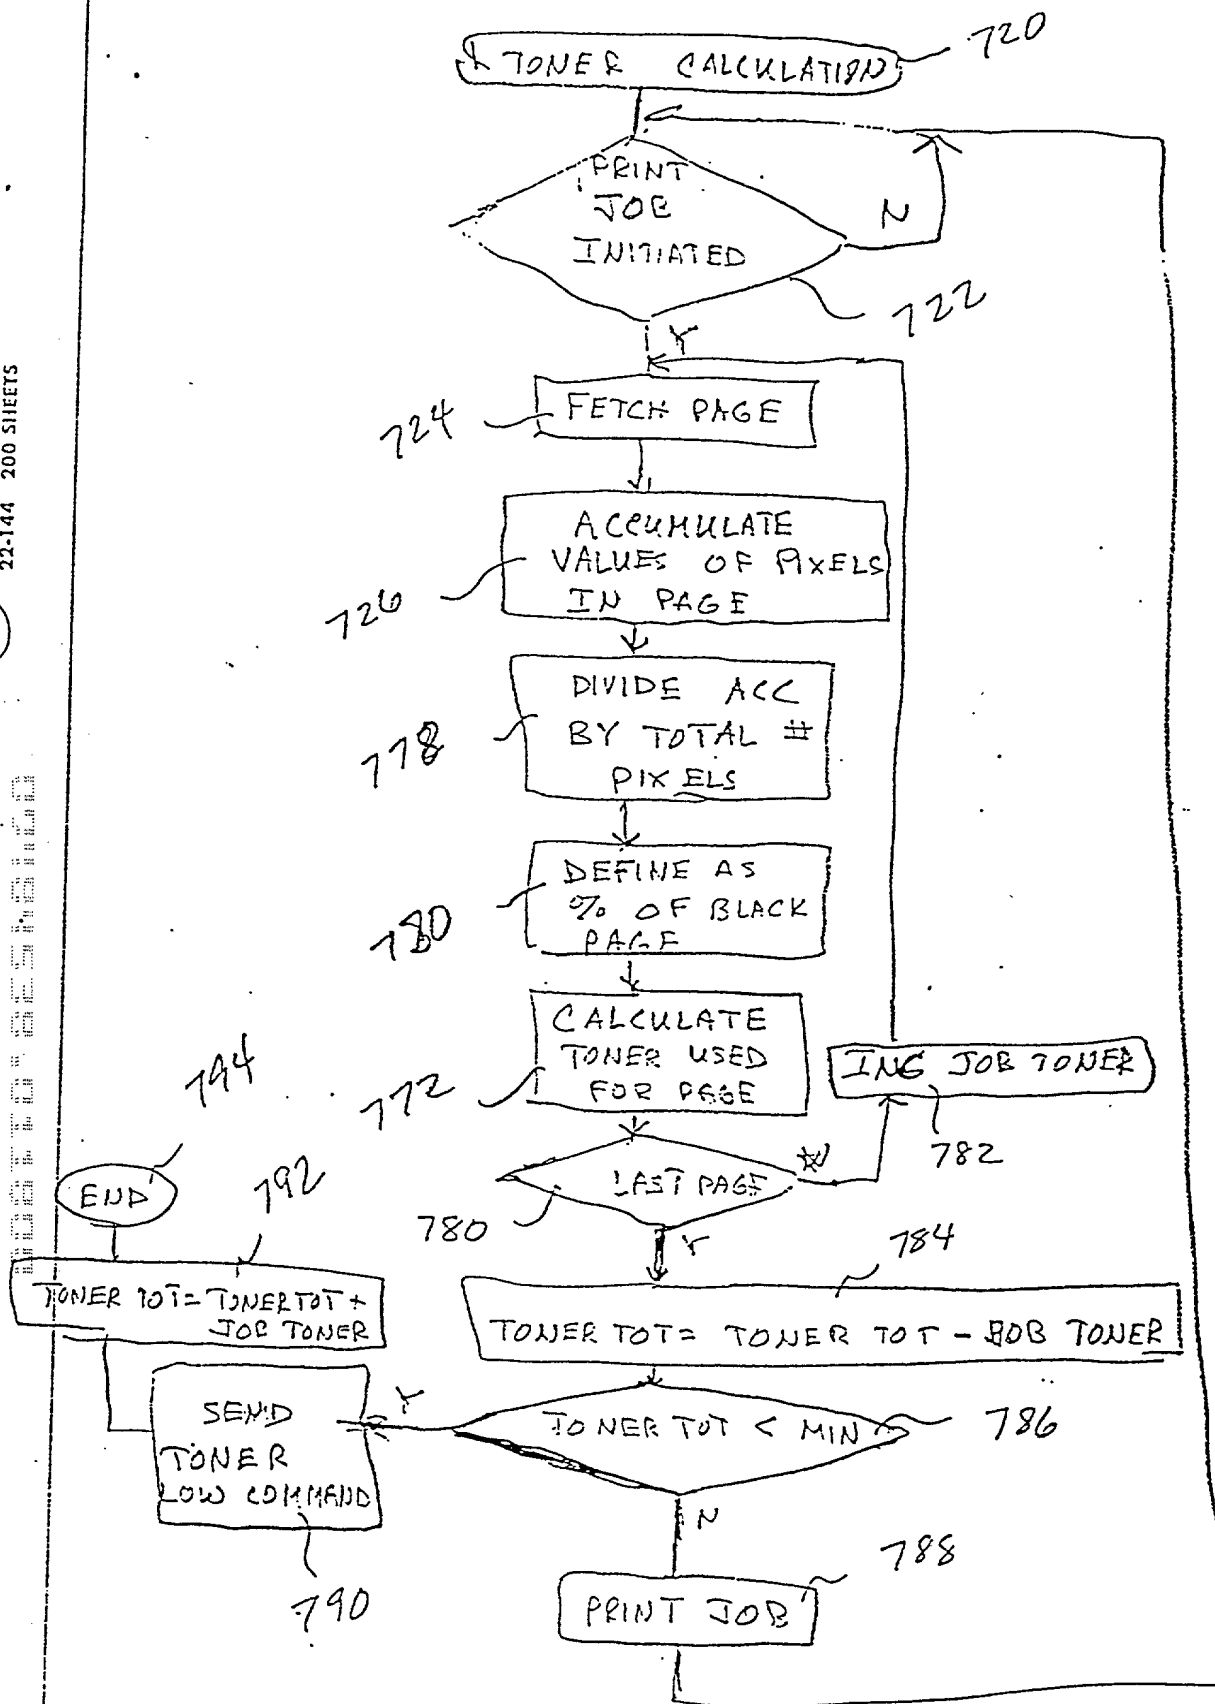 TONER CALCULATION
720
PRINT
JOB
INITIATED
N
722
Y
FETCH PAGE
724
ACCUMULATE
VALUES OF PIXELS
IN PAGE
726
DIVIDE ACC
BY TOTAL #
PIXELS
778
DEFINE AS
% OF BLACK
PAGE
780
CALCULATE
TONER USED
FOR PAGE
772
ING JOB TONER
782
LAST PAGE
780
Y
784
TONER TOT = TONER TOT - JOB TONER
TONER TOT < MIN
786
Y
N
SEND
TONER
LOW COMMAND
790
TONER TOT = TONER TOT +
JOB TONER
792
END
794
PRINT JOB
788
22-144 200 SHEETS